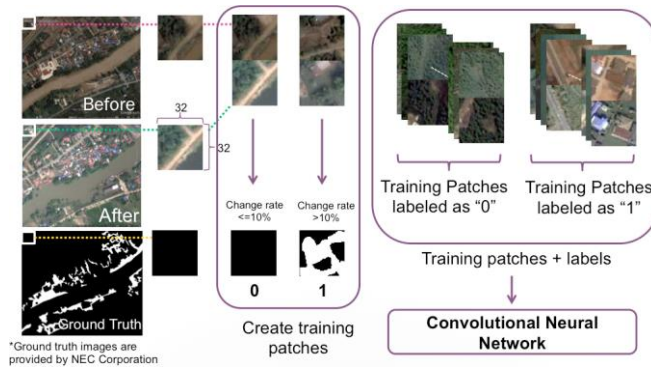 Before
32
32
After
Ground Truth
*Ground truth images are
provided by NEC Corporation
Change rate
<=10%
Change rate
>10%
0
1
Create training
patches
Training Patches
labeled as “0”
Training Patches
labeled as “1”
Training patches + labels
Convolutional Neural
Network